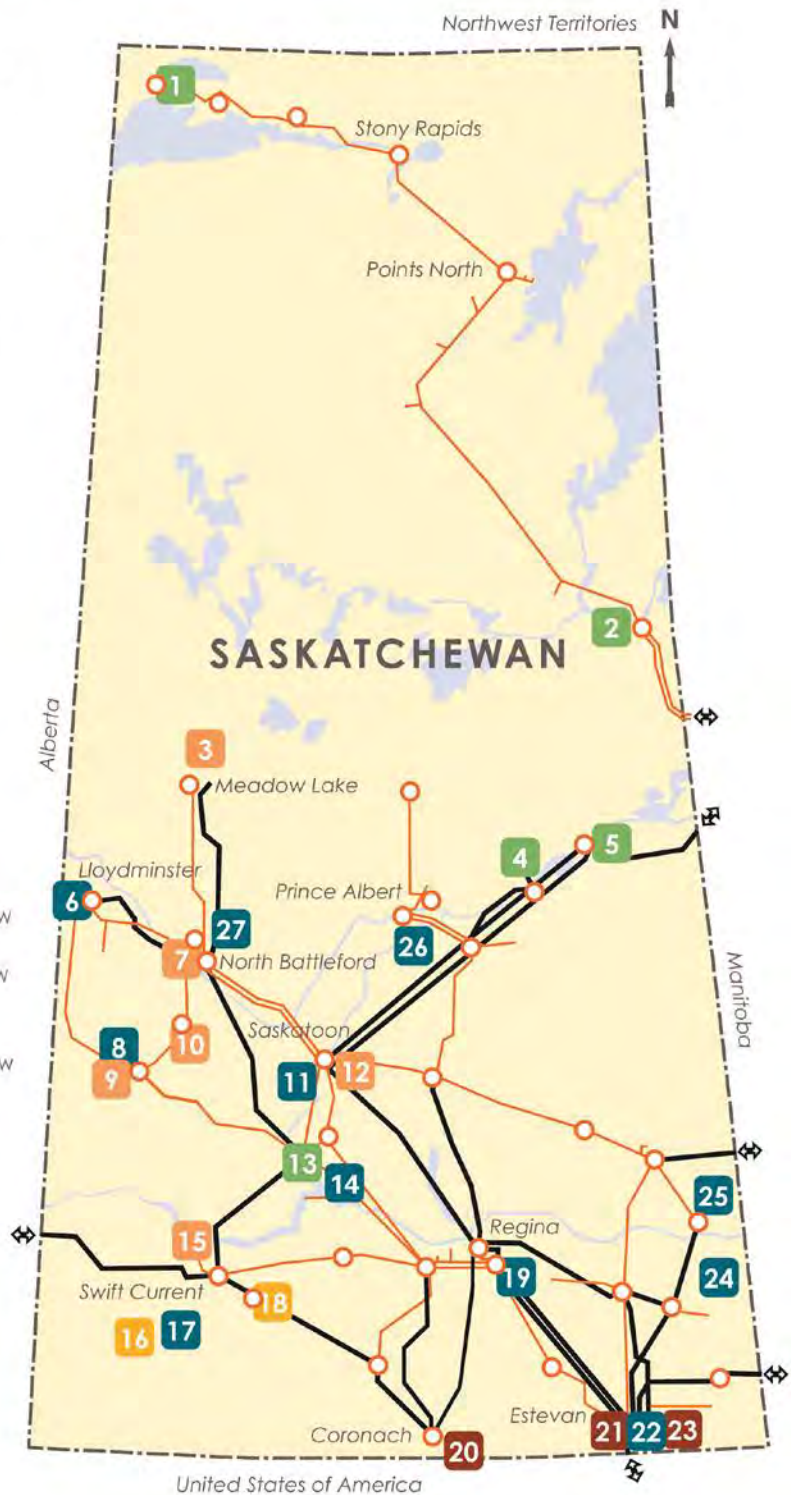 Northwest Territories
N
1
Stony Rapids
Points North
2
SASKATCHEWAN
Alberta
3
Meadow Lake
4
5
Lloydminster
6
Prince Albert
w
27
26
7
North Battleford
w
Manitoba
Saskatoon
8
10
9
11
12
w
13
14
25
15
Regina
19
24
Swift Current
18
16
17
Estevan
21
22
23
Coronach
20
United States of America